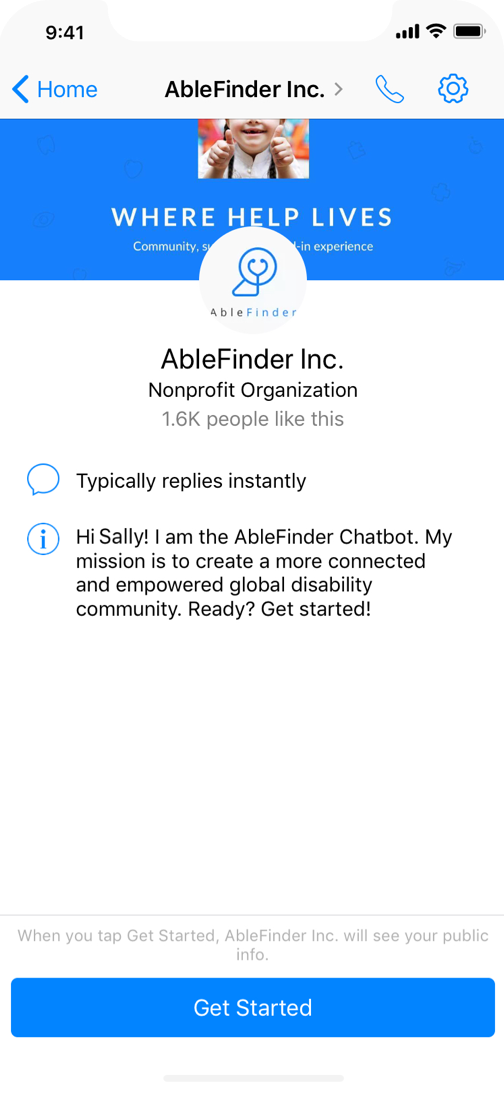 9:41
Home
AbleFinder Inc.
WHERE HELP LIVES
Community, -in experience
AbleFinder
AbleFinder Inc.
Nonprofit Organization
1.6K people like this
Typically replies instantly
Hi Sally! I am the AbleFinder Chatbot. My
mission is to create a more connected
and empowered global disability
community. Ready? Get started!
When you tap Get Started, AbleFinder Inc. will see your public
info.
Get Started